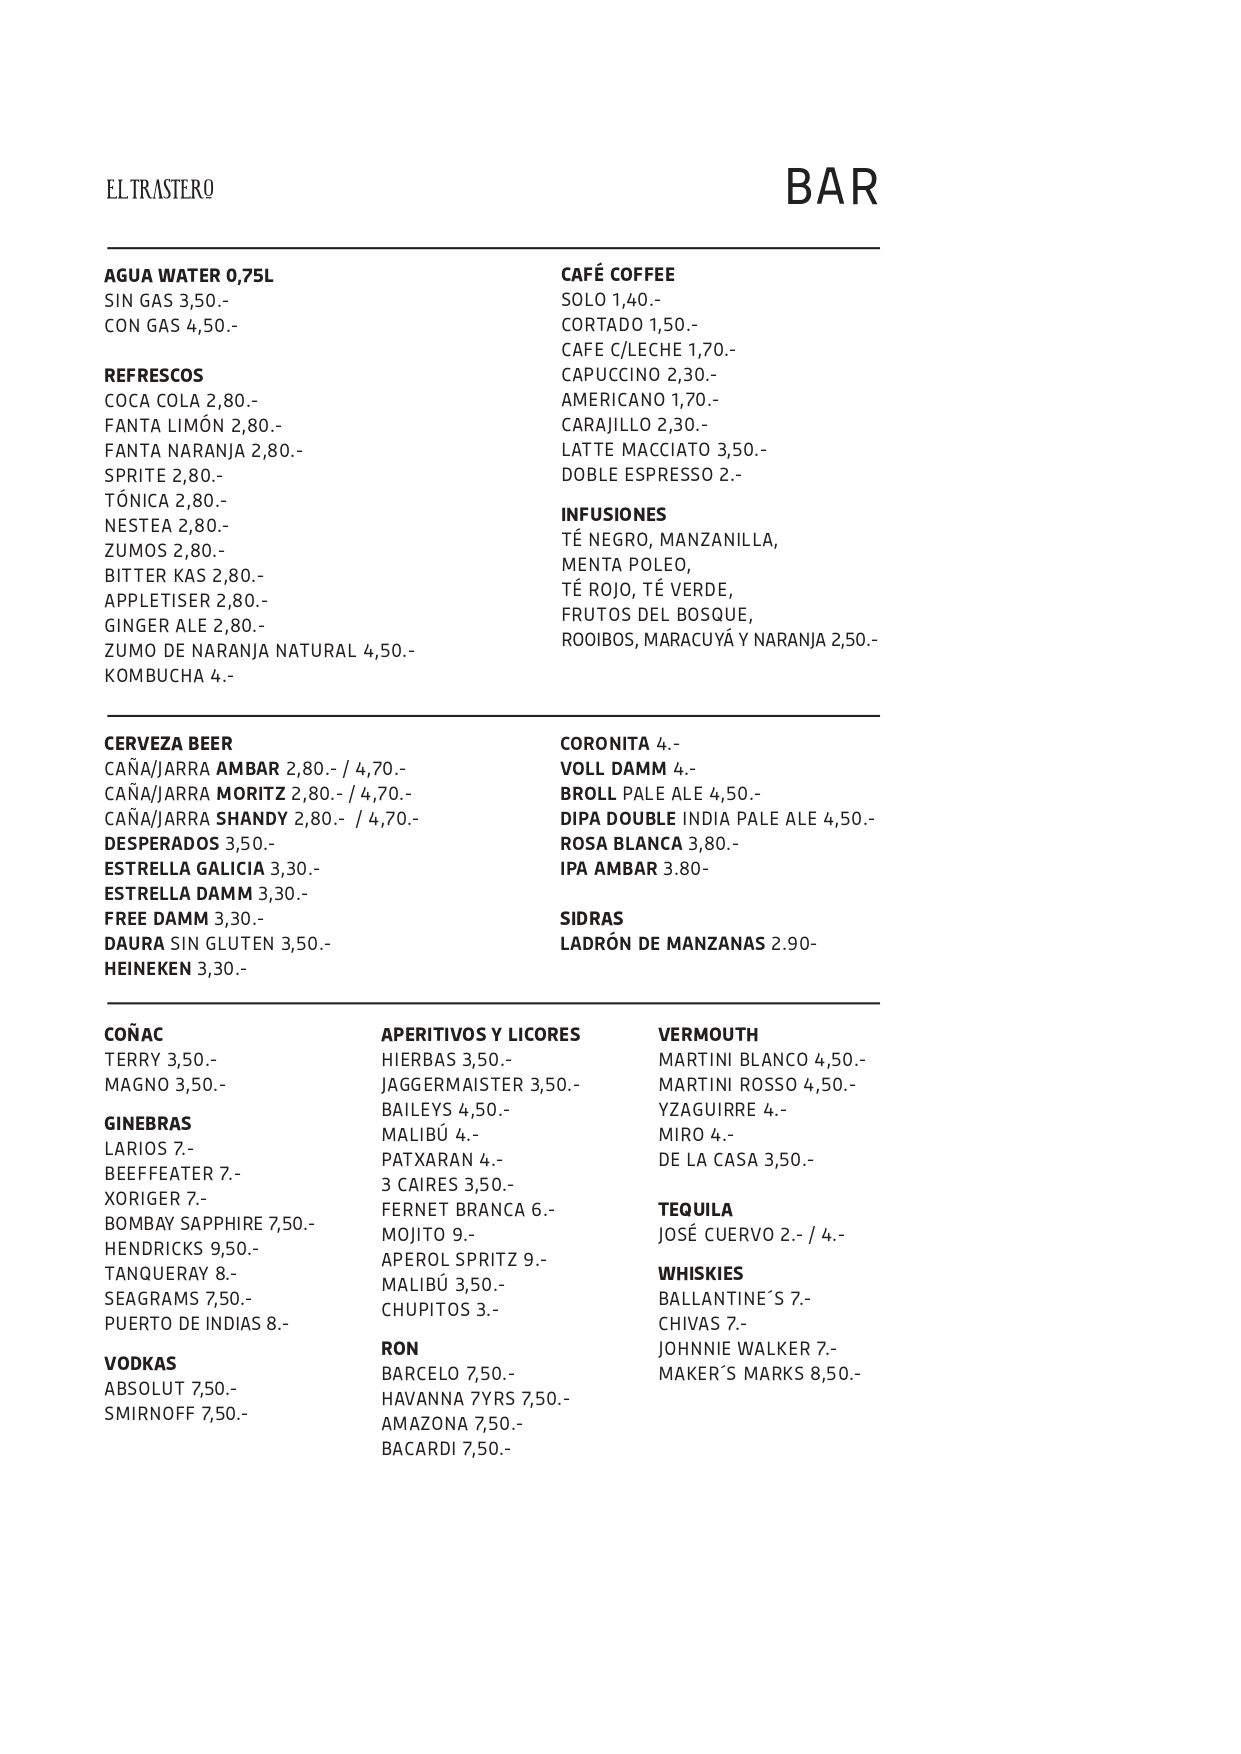 EL TRASTERO
BAR
AGUA WATER 0,75L
SIN GAS 3,50.-
CON GAS 4,50.-
REFRESCOS
COCA COLA 2,80.-
FANTA LIMÓN 2,80.-
FANTA NARANJA 2,80.-
SPRITE 2,80.-
TÓNICA 2,80.-
NESTEA 2,80.-
ZUMOS 2,80.-
BITTER KAS 2,80.-
APPLETISER 2,80.-
GINGER ALE 2,80.-
ZUMO DE NARANJA NATURAL 4,50.-
KOMBUCHA 4.-
CAFÉ COFFEE
SOLO 1,40.-
CORTADO 1,50.-
CAFE C/LECHE 1,70.-
CAPUCCINO 2,30.-
AMERICANO 1,70.-
CARAJILLO 2,30.-
LATTE MACCIATO 3,50.-
DOBLE ESPRESSO 2.-
INFUSIONES
TÉ NEGRO, MANZANILLA,
MENTA POLEO,
TÉ ROJO, TÉ VERDE,
FRUTOS DEL BOSQUE,
ROOIBOS, MARACUYÁ Y NARANJA 2,50.-
CERVEZA BEER
CAÑA/JARRA AMBAR 2,80.- / 4,70.-
CAÑA/JARRA MORITZ 2,80.- / 4,70.-
CAÑA/JARRA SHANDY 2,80.- / 4,70.-
DESPERADOS 3,50.-
ESTRELLA GALICIA 3,30.-
ESTRELLA DAMM 3,30.-
FREE DAMM 3,30.-
DAURA SIN GLUTEN 3,50.-
HEINEKEN 3,30.-
CORONITA 4.-
VOLL DAMM 4.-
BROLL PALE ALE 4,50.-
DIPA DOUBLE INDIA PALE ALE 4,50.-
ROSA BLANCA 3,80.-
IPA AMBAR 3.80-
SIDRAS
LADRÓN DE MANZANAS 2.90-
COÑAC
TERRY 3,50.-
MAGNO 3,50.-
GINEBRAS
LARIOS 7.-
BEEFFEATER 7.-
XORIGER 7.-
BOMBAY SAPPHIRE 7,50.-
HENDRICKS 9,50.-
TANQUERAY 8.-
SEAGRAMS 7,50.-
PUERTO DE INDIAS 8.-
VODKAS
ABSOLUT 7,50.-
SMIRNOFF 7,50.-
APERITIVOS Y LICORES
HIERBAS 3,50.-
JAGGERMAISTER 3,50.-
BAILEYS 4,50.-
MALIBÚ 4.-
PATXARAN 4.-
3 CAIRES 3,50.-
FERNET BRANCA 6.-
MOJITO 9.-
APEROL SPRITZ 9.-
MALIBÚ 3,50.-
CHUPITOS 3.-
RON
BARCELO 7,50.-
HAVANNA 7YRS 7,50.-
AMAZONA 7,50.-
BACARDI 7,50.-
VERMOUTH
MARTINI BLANCO 4,50.-
MARTINI ROSSO 4,50.-
YZAGUIRRE 4.-
MIRO 4.-
DE LA CASA 3,50.-
TEQUILA
JOSÉ CUERVO 2.- / 4.-
WHISKIES
BALLANTINE´S 7.-
CHIVAS 7.-
JOHNNIE WALKER 7.-
MAKER´S MARKS 8,50.-